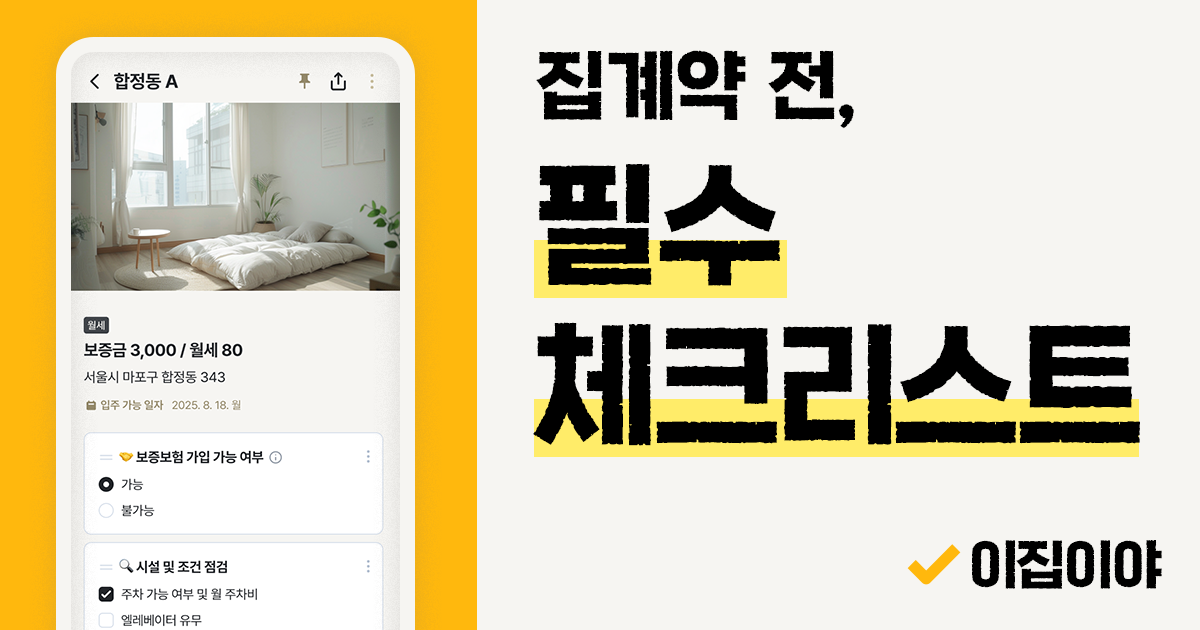 합정동 A
월세
보증금 3,000 / 월세 80
서울시 마포구 합정동 343
입주 가능 일자 2025. 8. 18. 월
보증보험 가입 가능 여부
가능
불가능
시설 및 조건 점검
주차 가능 여부 및 월 주차비
엘레베이터 유무
집계약 전,
필수
체크리스트
이집이야